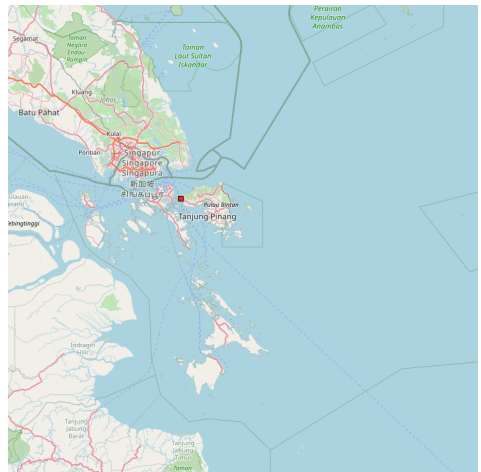 Perairan
Kepulauan
Anambas
Segamat
Taman
Negara
Endau-
Rompin
Taman
Laut Sultan
Iskandar
Kluang
Johor
Batu Pahat
Kulai
Pontian
Singapur
Singapore
Singapura
新加坡
Pulau Bintan
Tanjung Pinang
Tebingtinggi
Indragiri
Hilir
Tanjung
Jabung
Barat
Tanjung
Jabung
Timur
Taman